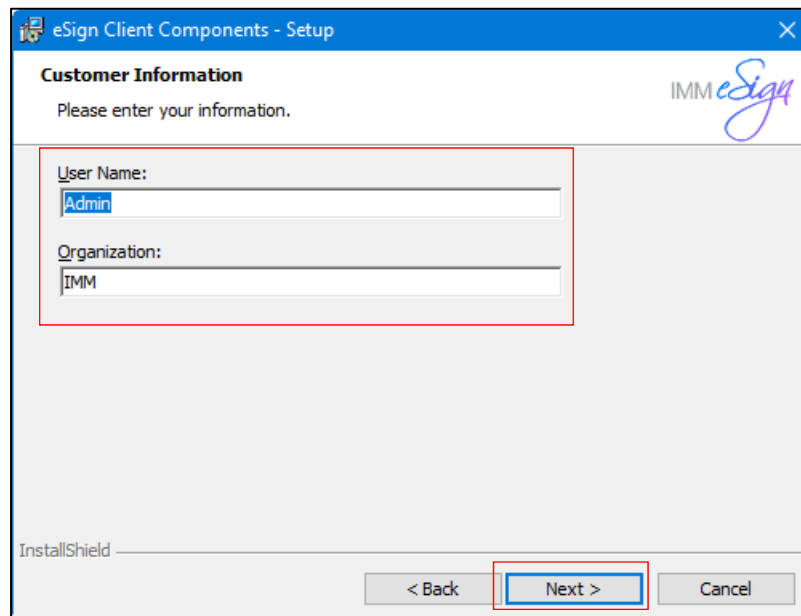 eSign Client Components - Setup
Customer Information
Please enter your information.
IMM eSign
User Name:
Admin
Organization:
IMM
InstallShield
< Back
Next >
Cancel